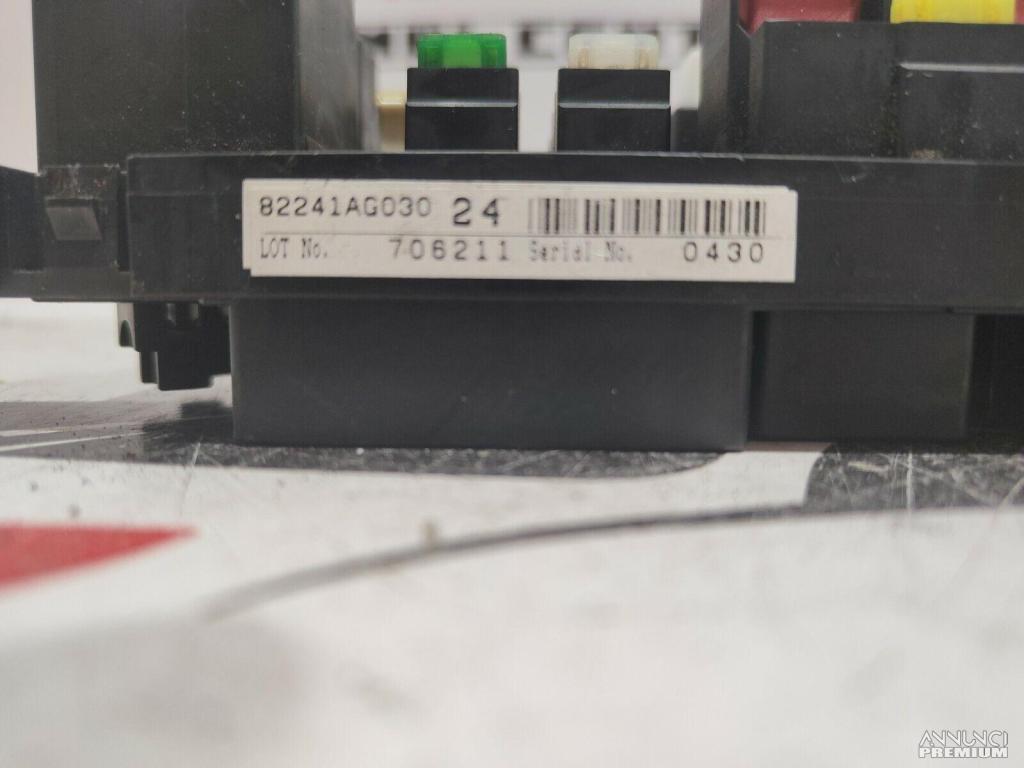 82241AG030 24
LOT No. 706211 Serial No. 0430
ANNUNCI
PREMIUM